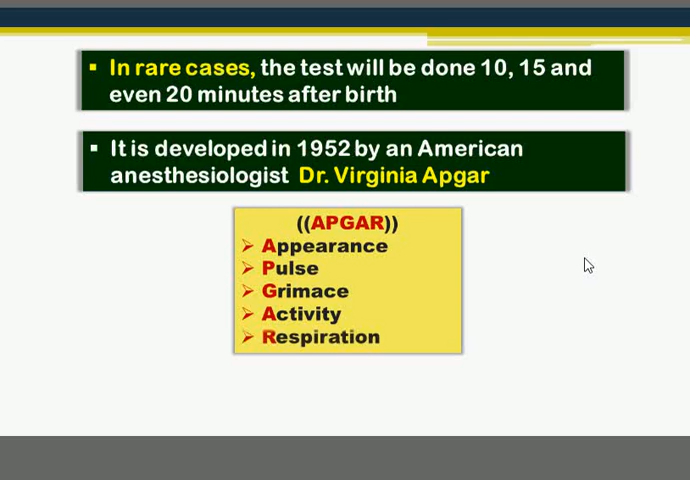 ▪ In rare cases, the test will be done 10, 15 and
even 20 minutes after birth
▪ It is developed in 1952 by an American
anesthesiologist Dr. Virginia Apgar
((APGAR))
➢ Appearance
➢ Pulse
➢ Grimace
➢ Activity
➢ Respiration